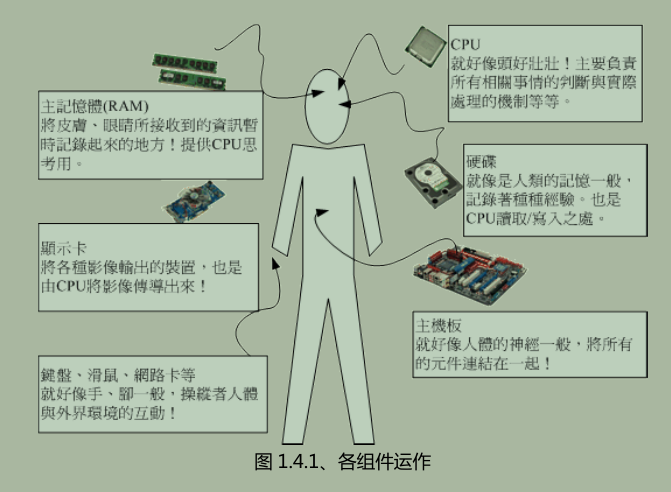 CPU
就好像頭好壯壯！主要負責
所有相關事情的判斷與實際
處理的機制等等。
主記憶體(RAM)
將皮膚、眼睛所接收到的資訊暫
時記錄起來的地方！提供CPU思
考用。
硬碟
就像是人類的記憶一般，
記錄著種種經驗。也是
CPU讀取/寫入之處。
顯示卡
將各種影像輸出的裝置，也是
由CPU將影像傳導出來！
主機板
就好像人體的神經一般，將所有
的元件連結在一起！
鍵盤、滑鼠、網路卡等
就好像手、腳一般，操縱者人體
與外界環境的互動！
图 1.4.1、各组件运作